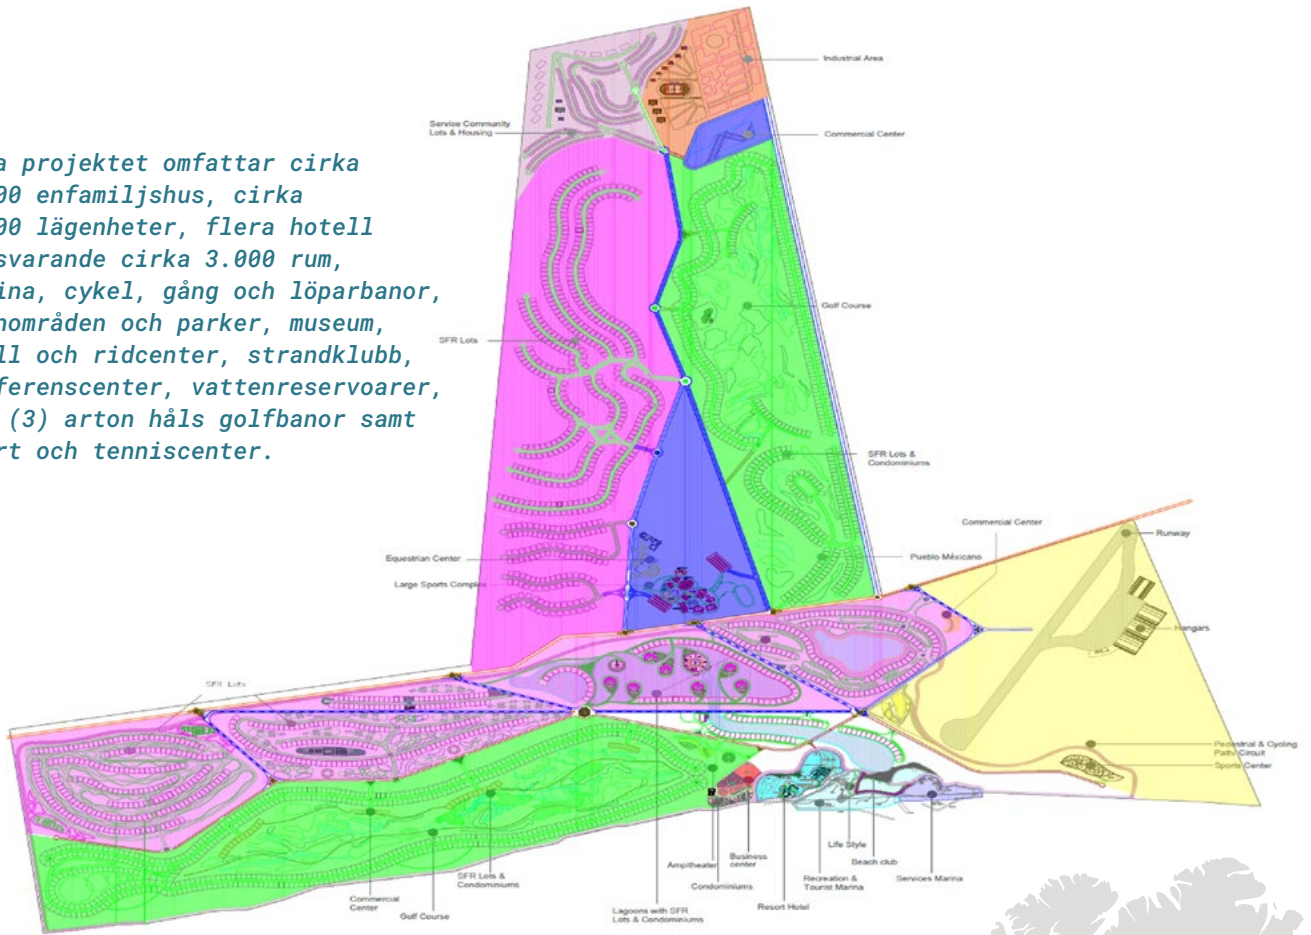 a projektet omfattar cirka
00 enfamiljshus, cirka
00 lägenheter, flera hotell
svarande cirka 3.000 rum,
ina, cykel, gång och löparbanor,
nområden och parker, museum,
ll och ridcenter, strandklubb,
ferenscenter, vattenreservoarer,
(3) arton håls golfbanor samt
rt och tenniscenter.
Industrial Area
Service Community
Lots & Housing
Commercial Center
Golf Course
SFR Lots
SFR Lots &
Condominiums
Commercial Center
Runway
Equestrian Center
Pueblo Méxicano
Large Sports Complex
Hangars
SFR Lots
Pedestrial & Cycling
Path Circuit
Sports Center
Life Style
Ampitheater
Business
center
Beach club
Condominiums
Recreation &
Tourist Marina
Services Marina
SFR Lots &
Condominiums
Commercial
Center
Golf Course
Lagoons with SFR
Lots & Condominiums
Resort Hotel